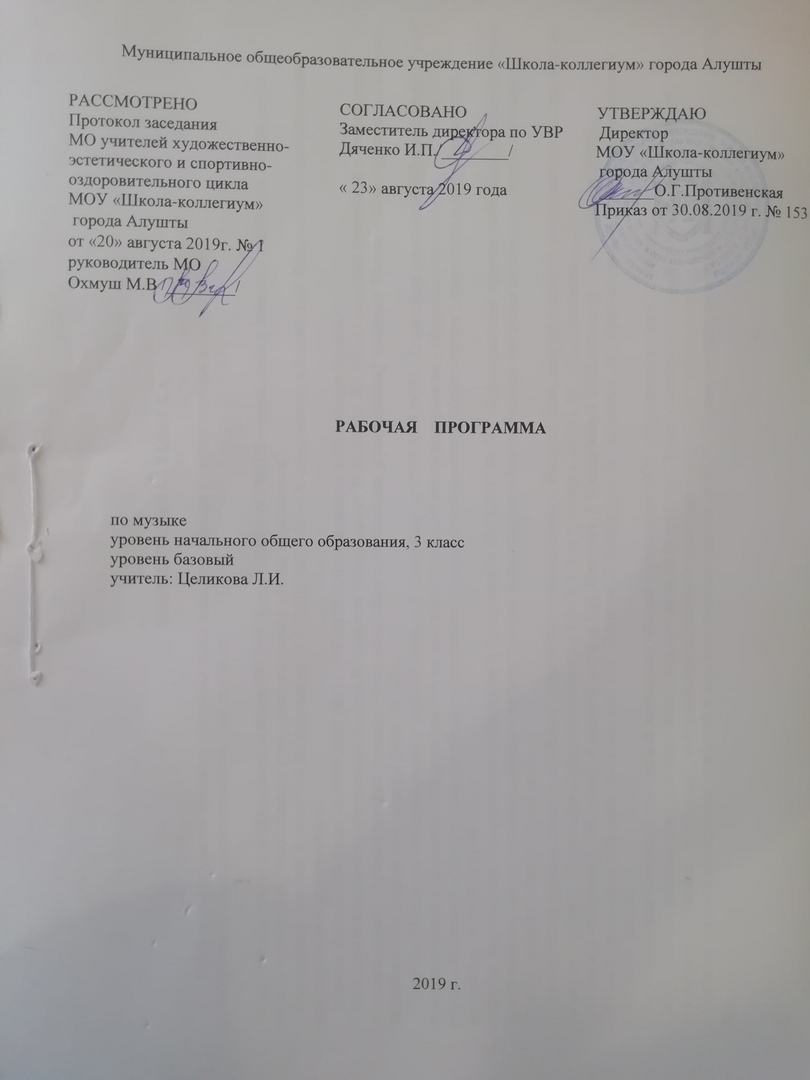 Муниципальное общеобразовательное учреждение «Школа-коллегиум» города Алушты
РАССМОТРЕНО
Протокол заседания
МО учителей художественно-
эстетического и спортивно-
оздоровительного цикла
МОУ «Школа-коллегиум»
города Алушты
от «20» августа 2019г. № 1
руководитель МО
Охмуш М.В
СОГЛАСОВАНО
Заместитель директора по УВР
Дяченко И.П./ /
« 23» августа 2019 года
УТВЕРЖДАЮ
Директор
МОУ «Школа-коллегиум»
города Алушты
О.Г.Противенская
Приказ от 30.08.2019 г. № 153
РАБОЧАЯ ПРОГРАММА
по музыке
уровень начального общего образования, 3 класс
уровень базовый
учитель: Целикова Л.И.
2019 г.